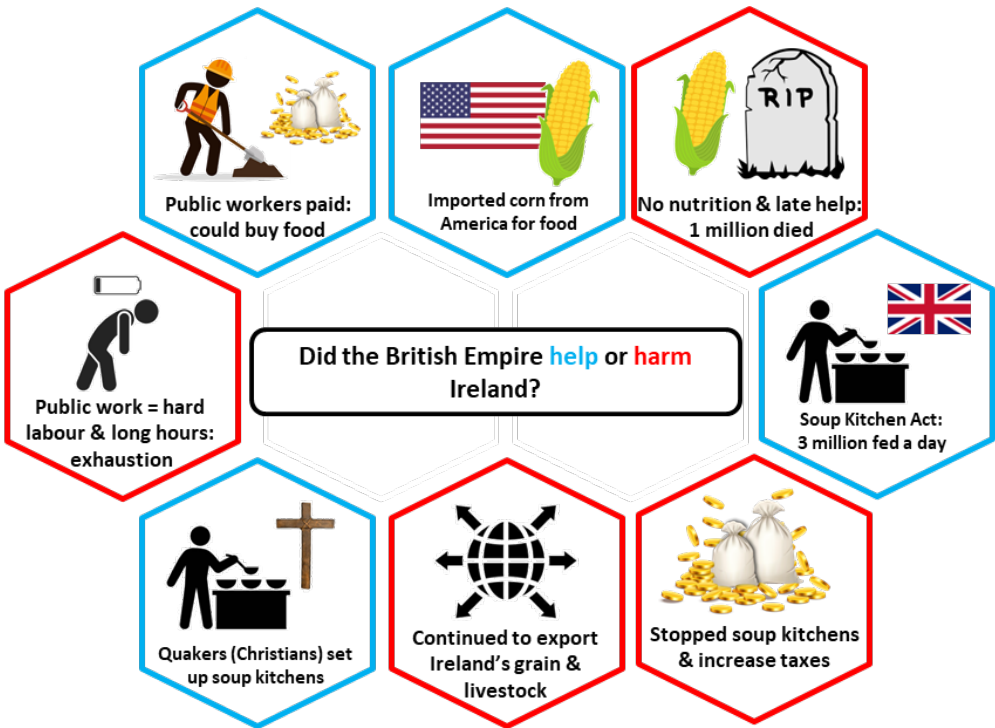 Public workers paid:
could buy food
Imported corn from
America for food
RIP
No nutrition & late help:
1 million died
Public work = hard
labour & long hours:
exhaustion
Did the British Empire help or harm
Ireland?
Soup Kitchen Act:
3 million fed a day
Quakers (Christians) set
up soup kitchens
Continued to export
Ireland’s grain &
livestock
Stopped soup kitchens
& increase taxes